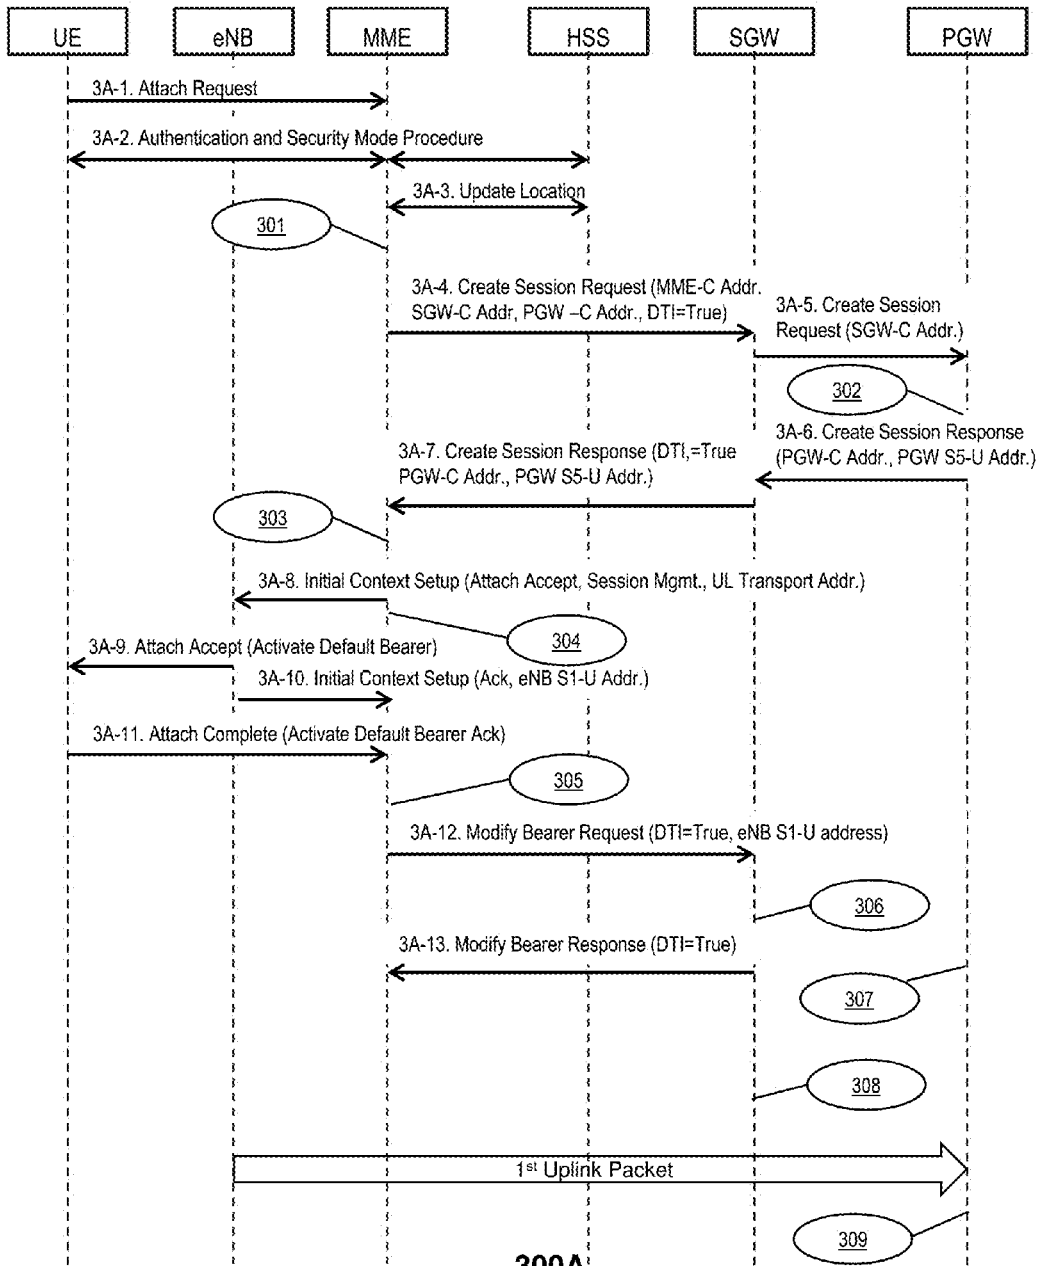 UE eNB MME HSS SGW PGW
3A-1. Attach Request
3A-2. Authentication and Security Mode Procedure
3A-3. Update Location
301
3A-4. Create Session Request (MME-C Addr.
SGW-C Addr, PGW –C Addr., DTI=True)
3A-5. Create Session
Request (SGW-C Addr.)
302
3A-6. Create Session Response
(PGW-C Addr., PGW S5-U Addr.)
3A-7. Create Session Response (DTI,=True
PGW-C Addr., PGW S5-U Addr.)
303
3A-8. Initial Context Setup (Attach Accept, Session Mgmt., UL Transport Addr.)
304
3A-9. Attach Accept (Activate Default Bearer)
3A-10. Initial Context Setup (Ack, eNB S1-U Addr.)
3A-11. Attach Complete (Activate Default Bearer Ack)
305
3A-12. Modify Bearer Request (DTI=True, eNB S1-U address)
306
3A-13. Modify Bearer Response (DTI=True)
307
308
1st Uplink Packet
309
300A